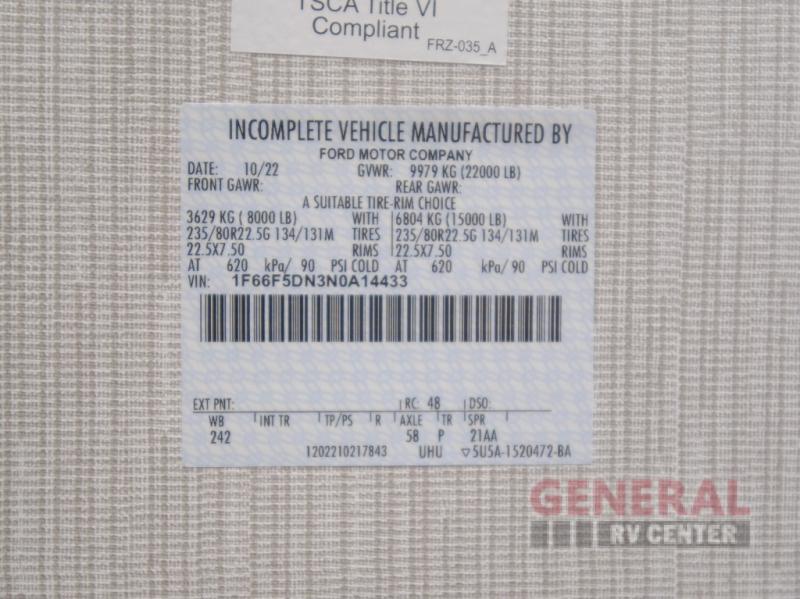 TSCA Title VI
Compliant
FRZ-035_A
INCOMPLETE VEHICLE MANUFACTURED BY
FORD MOTOR COMPANY
DATE: 10/22 GVWR: 9979 KG (22000 LB)
FRONT GAWR: REAR GAWR:
A SUITABLE TIRE-RIM CHOICE
3629 KG ( 8000 LB) WITH 6804 KG (15000 LB) WITH
235/80R22.5G 134/131M TIRES 235/80R22.5G 134/131M TIRES
22.5X7.50 RIMS 22.5X7.50 RIMS
AT 620 kPa/ 90 PSI COLD AT 620 kPa/ 90 PSI COLD
VIN: 1F66F5DN3N0A14433
EXT PNT: RC: 48 DSO:
WB INT TR TP/PS R AXLE TR SPR
242 58 P 21AA
1202210217843 UHU ▽5U5A-1520472-BA
GENERAL
RV CENTER